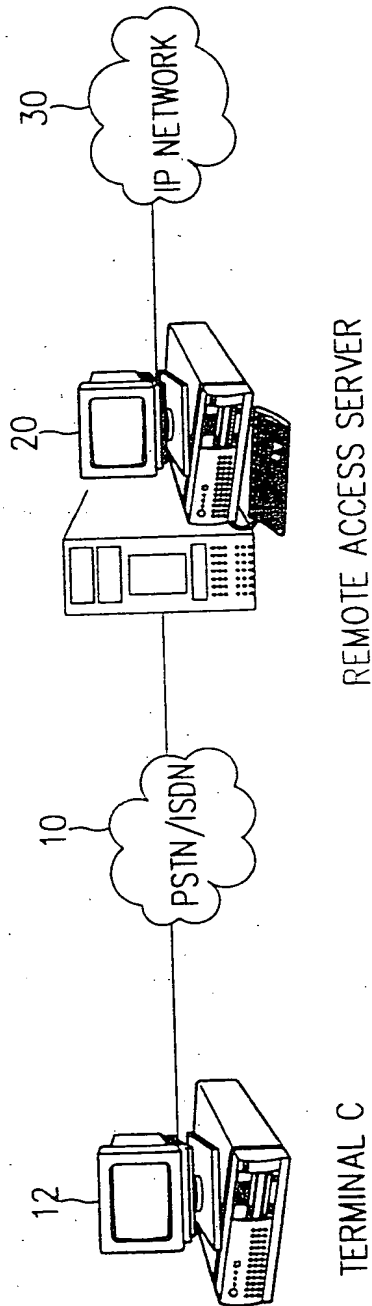 12
TERMINAL C
10
PSTN/ISDN
20
REMOTE ACCESS SERVER
30
IP NETWORK